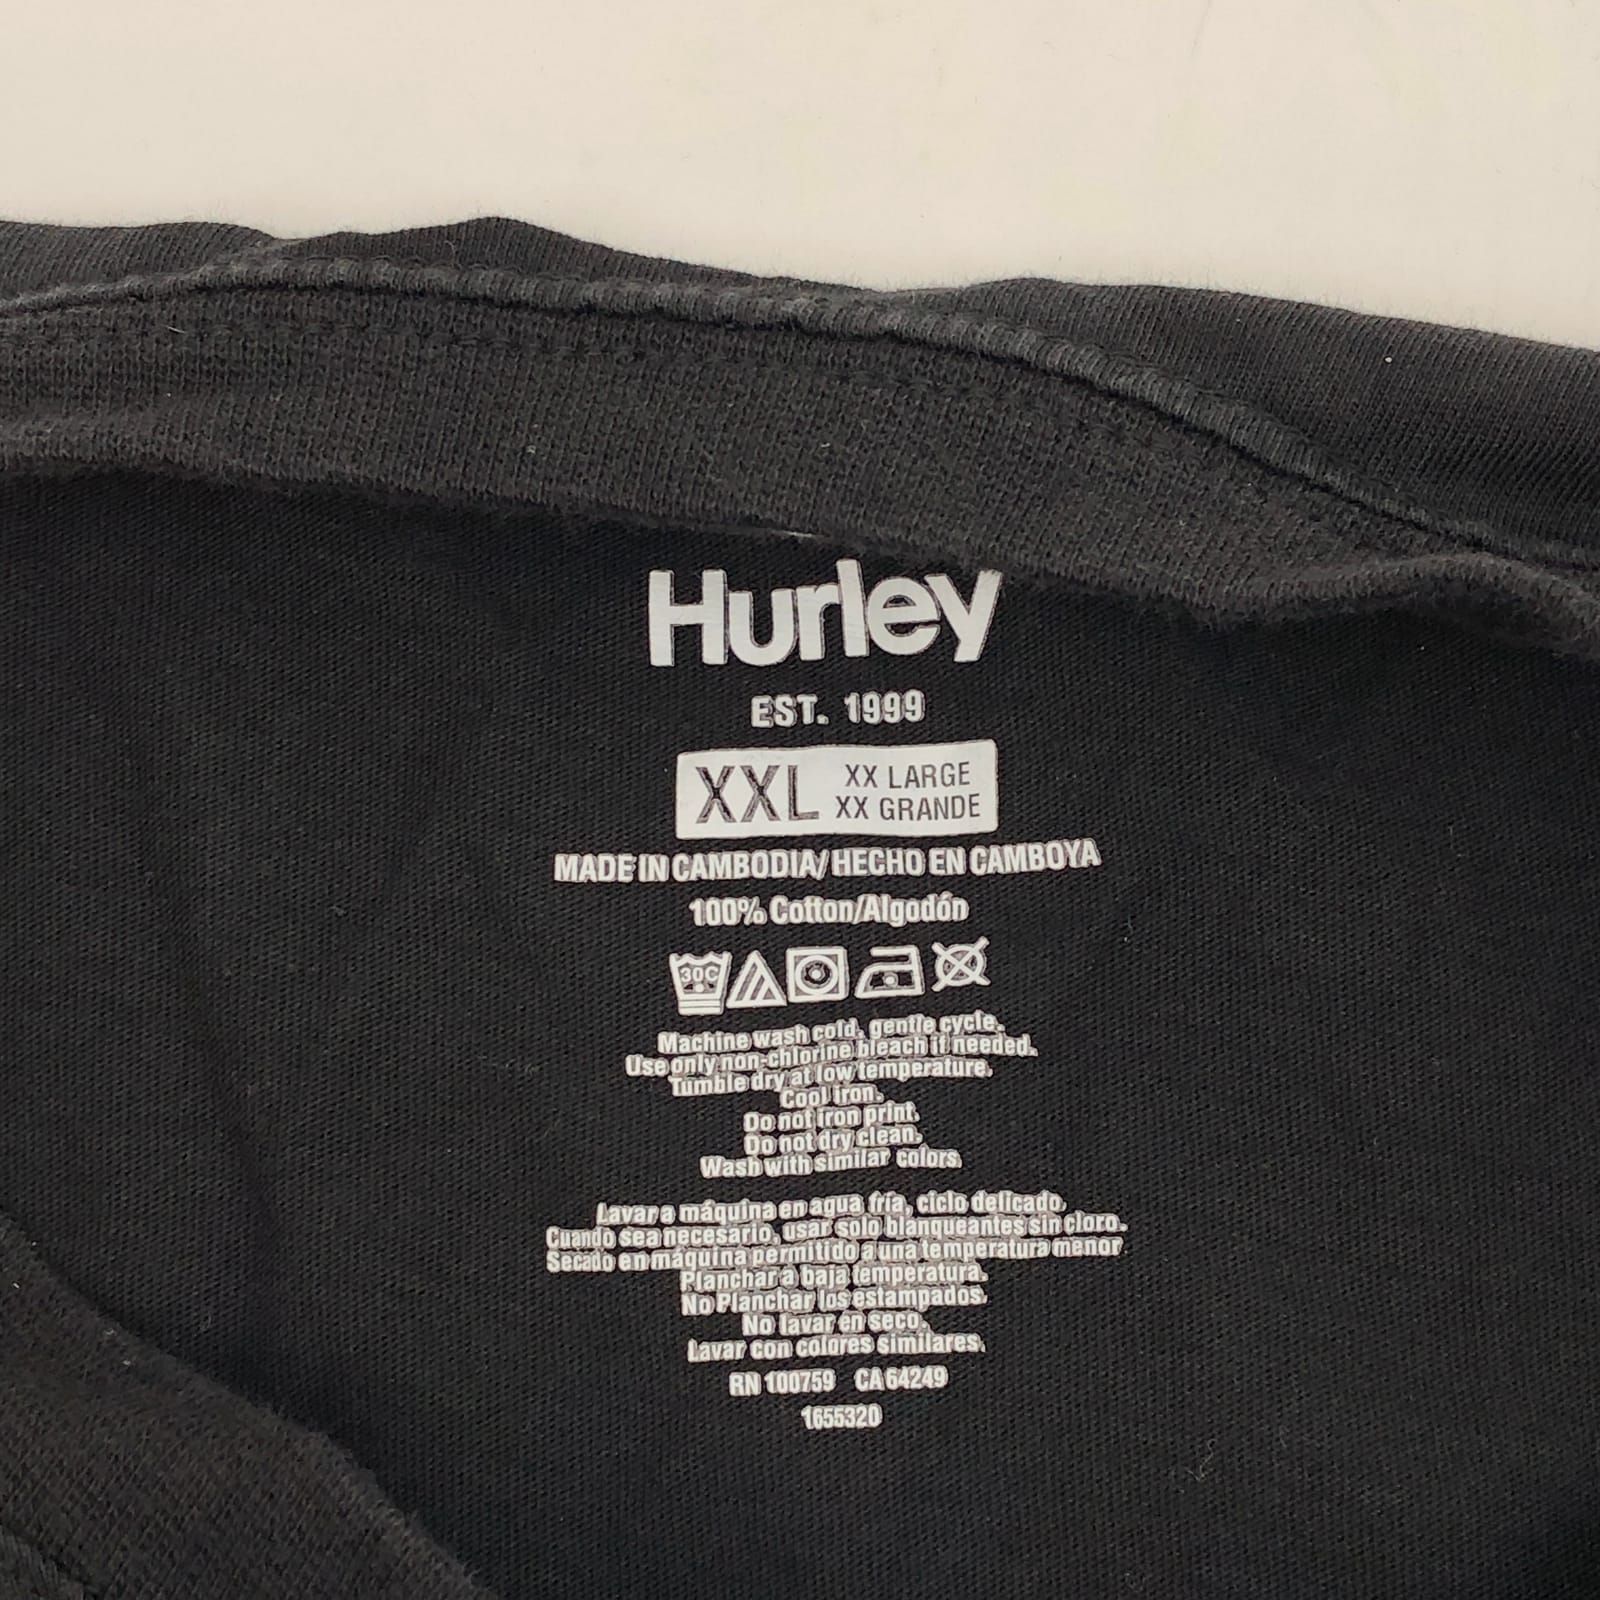 Hurley
EST. 1999
XXL XX LARGE
XX GRANDE
MADE IN CAMBODIA/HECHO EN CAMBOYA
100% Cotton/Algodón
30C
Machine wash cold, gentle cycle.
Use only non-chlorine bleach if needed.
Tumble dry at low temperature.
Cool iron.
Do not iron print.
Do not dry clean.
Wash with similar colors.
Lavar a máquina en agua fría, ciclo delicado.
Cuando sea necesario, usar solo blanqueantes sin cloro.
Secado en máquina permitido a una temperatura menor
Planchar a baja temperatura.
No Planchar los estampados.
No lavar en seco.
Lavar con colores similares.
RN 100759 CA 64249
1655320